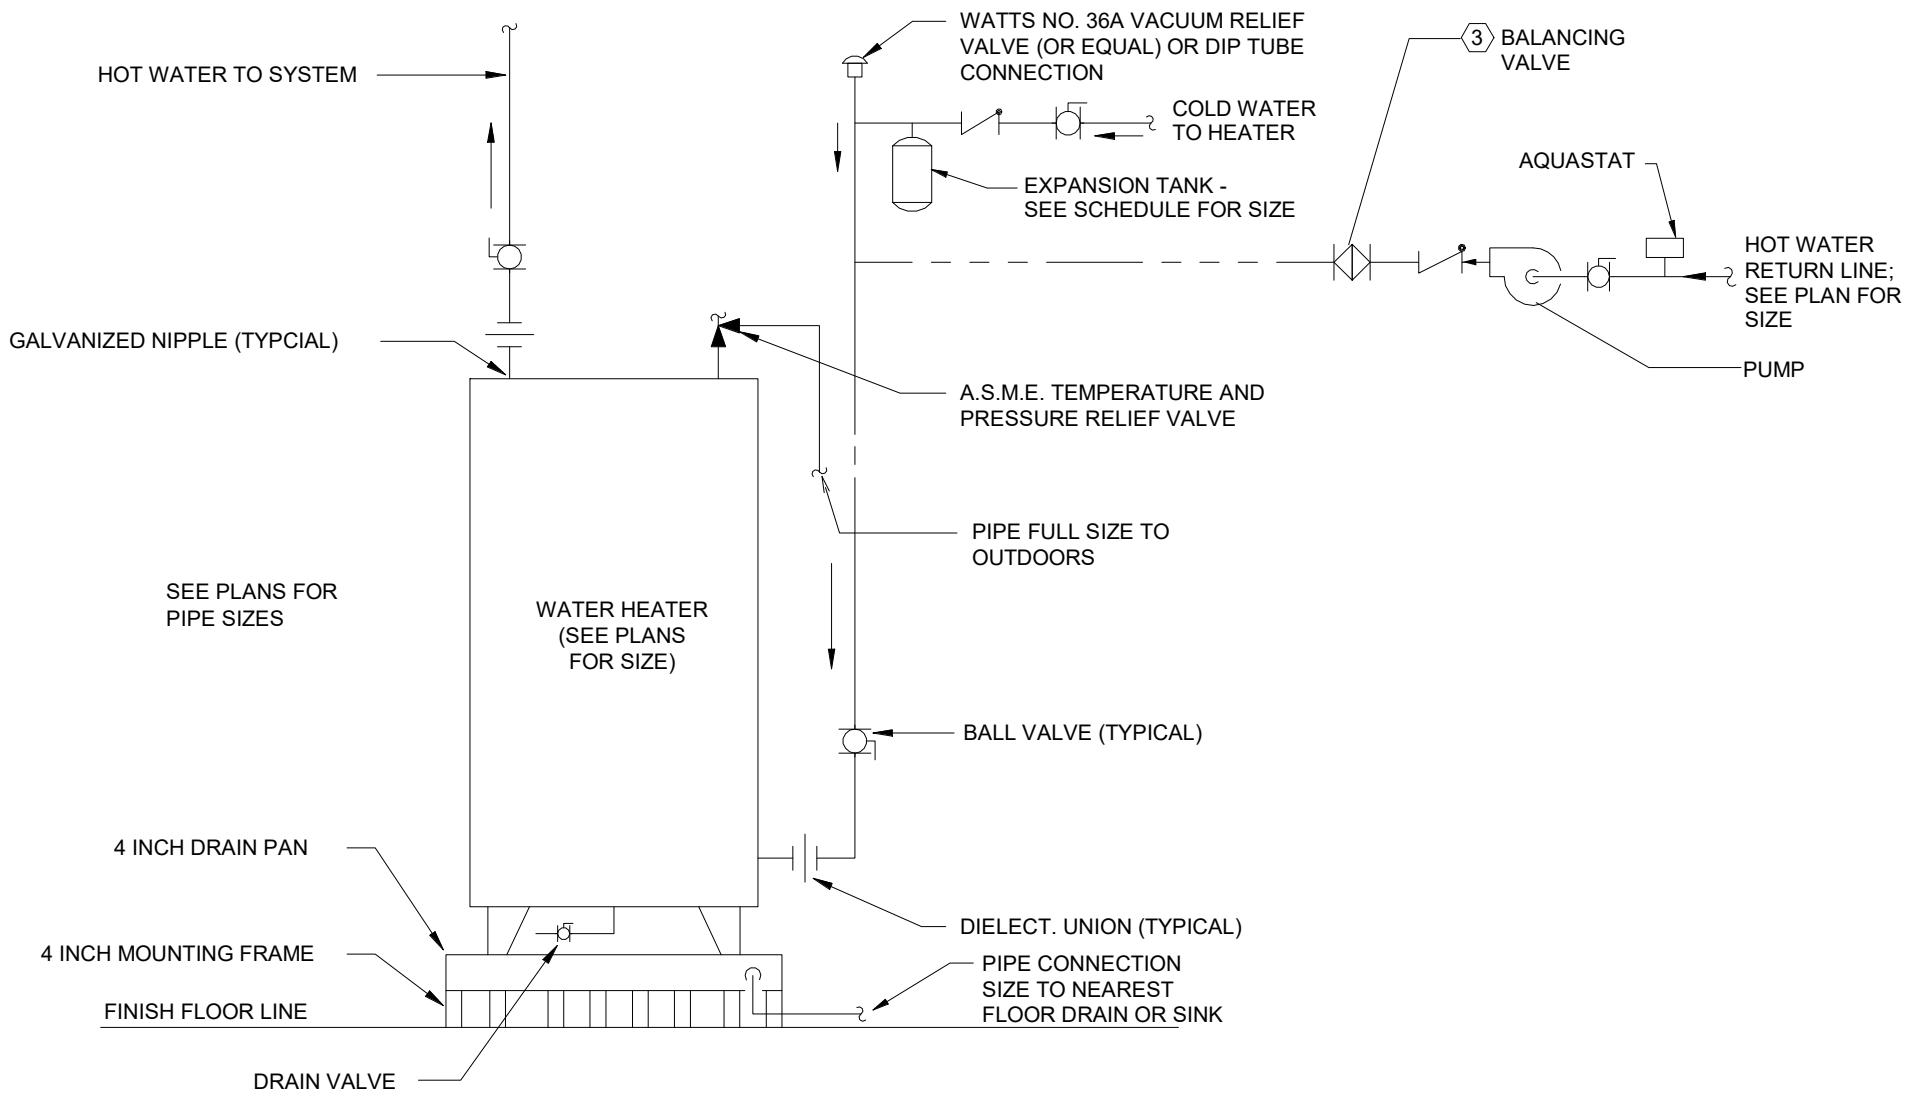 WATTS NO. 36A VACUUM RELIEF
VALVE (OR EQUAL) OR DIP TUBE
CONNECTION
3 BALANCING
VALVE
HOT WATER TO SYSTEM
COLD WATER
TO HEATER
AQUASTAT
EXPANSION TANK -
SEE SCHEDULE FOR SIZE
HOT WATER
RETURN LINE;
SEE PLAN FOR
SIZE
GALVANIZED NIPPLE (TYPCIAL)
PUMP
A.S.M.E. TEMPERATURE AND
PRESSURE RELIEF VALVE
PIPE FULL SIZE TO
OUTDOORS
SEE PLANS FOR
PIPE SIZES
WATER HEATER
(SEE PLANS
FOR SIZE)
BALL VALVE (TYPICAL)
4 INCH DRAIN PAN
DIELECT. UNION (TYPICAL)
4 INCH MOUNTING FRAME
PIPE CONNECTION
SIZE TO NEAREST
FLOOR DRAIN OR SINK
FINISH FLOOR LINE
DRAIN VALVE